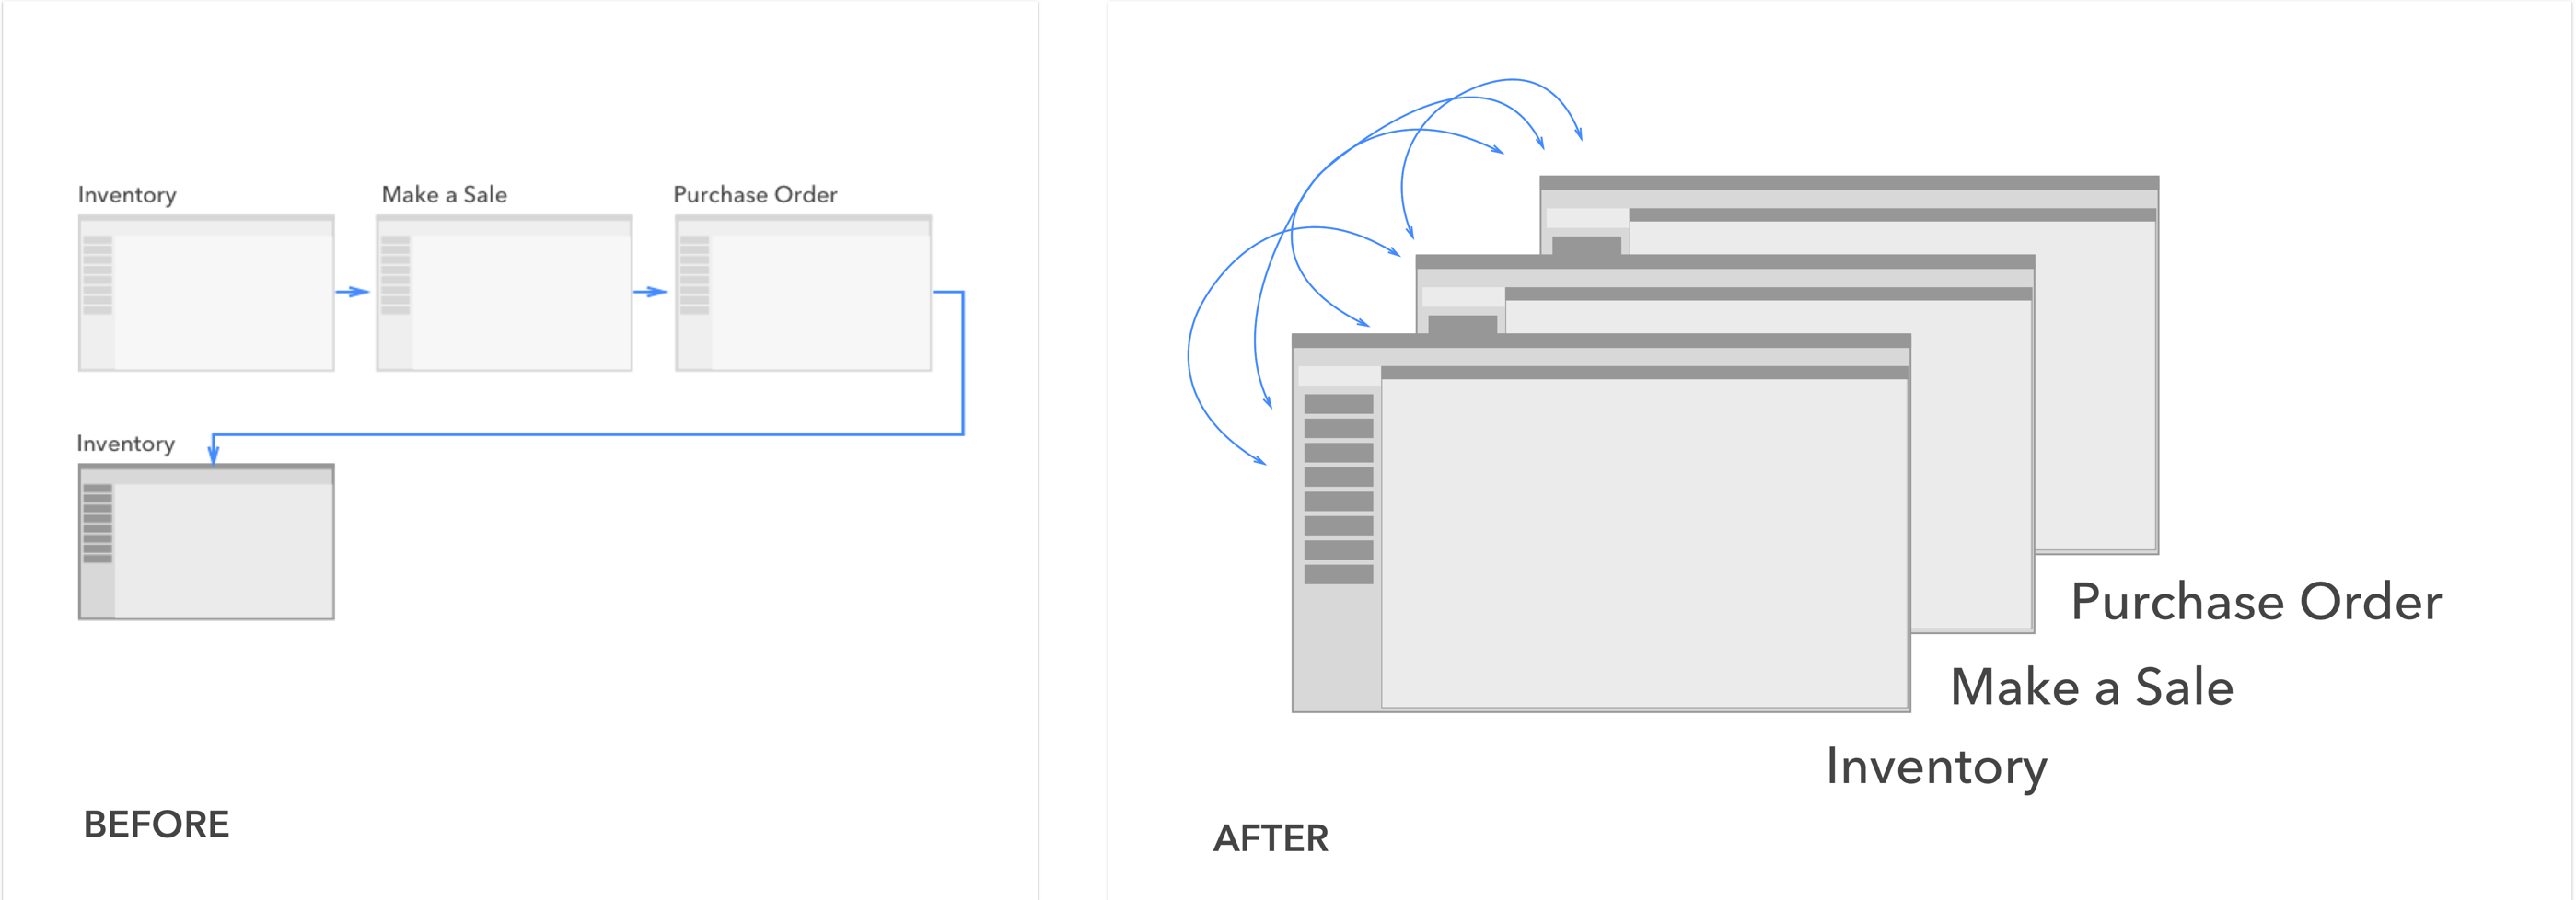 Inventory
Make a Sale
Purchase Order
Inventory
BEFORE
Purchase Order
Make a Sale
Inventory
AFTER